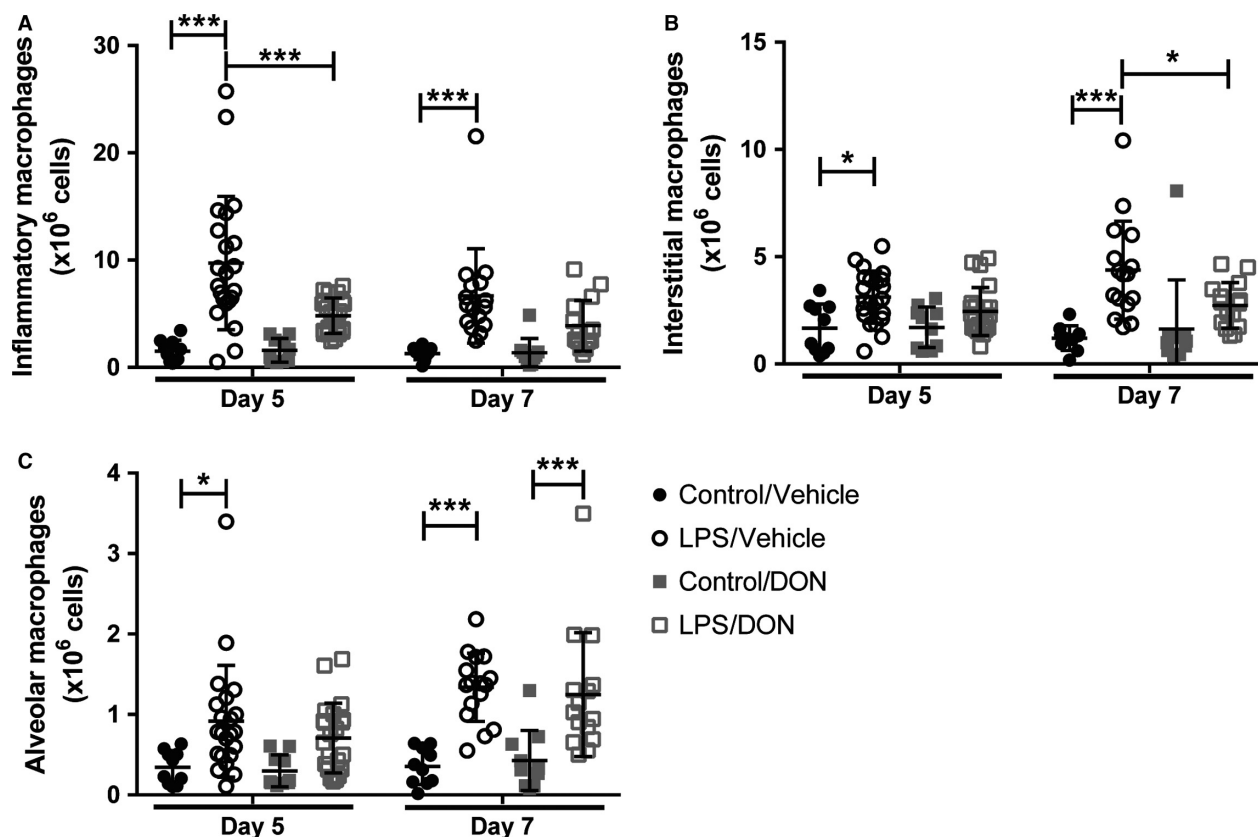 A
Inflammatory macrophages
(x10⁶ cells)
30
20
10
0
***
***
***
Day 5
Day 7
B
Interstitial macrophages
(x10⁶ cells)
15
10
5
0
*
***
*
Day 5
Day 7
C
Alveolar macrophages
(x10⁶ cells)
4
3
2
1
0
*
***
***
Day 5
Day 7
Control/Vehicle
LPS/Vehicle
Control/DON
LPS/DON